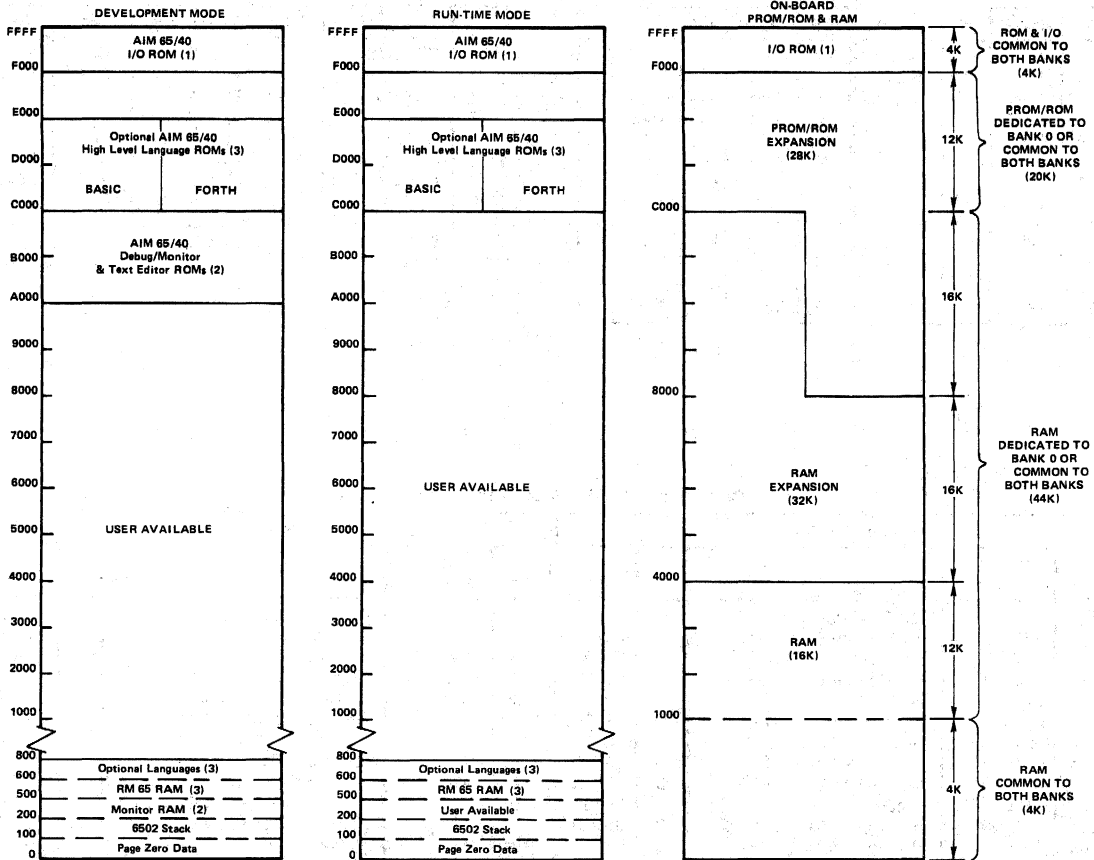 DEVELOPMENT MODE
FFFF
AIM 65/40
I/O ROM (1)
F000
E000
Optional AIM 65/40
High Level Language ROMs (3)
D000
BASIC
FORTH
C000
AIM 65/40
Debug/Monitor
& Text Editor ROMs (2)
B000
A000
9000
8000
7000
6000
USER AVAILABLE
5000
4000
3000
2000
1000
800
Optional Languages (3)
600
RM 65 RAM (3)
500
Monitor RAM (2)
200
6502 Stack
100
Page Zero Data
0
RUN-TIME MODE
FFFF
AIM 65/40
I/O ROM (1)
F000
E000
Optional AIM 65/40
High Level Language ROMs (3)
D000
BASIC
FORTH
C000
B000
A000
9000
8000
7000
USER AVAILABLE
6000
5000
4000
3000
2000
1000
800
Optional Languages (3)
600
RM 65 RAM (3)
500
User Available
200
6502 Stack
100
Page Zero Data
0
ON-BOARD
PROM/ROM & RAM
FFFF
I/O ROM (1)
F000
PROM/ROM
EXPANSION
(28K)
C000
8000
RAM
EXPANSION
(32K)
4000
RAM
(16K)
1000
4K
12K
16K
16K
12K
4K
ROM & I/O
COMMON TO
BOTH BANKS
(4K)
PROM/ROM
DEDICATED TO
BANK 0 OR
COMMON TO
BOTH BANKS
(20K)
RAM
DEDICATED TO
BANK 0 OR
COMMON TO
BOTH BANKS
(44K)
RAM
COMMON TO
BOTH BANKS
(4K)